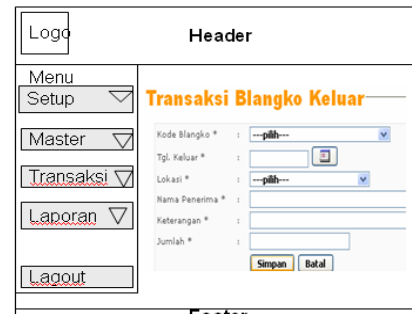 Logo
Header
Menu
Setup
Master
Transaksi
Laporan
Lagout
Transaksi Blangko Keluar
Kode Blangko * : ---pilih---
Tgl. Keluar * :
Lokasi * : ---pilih---
Nama Penerima * :
Keterangan * :
Jumlah * :
Simpan Batal
Footer